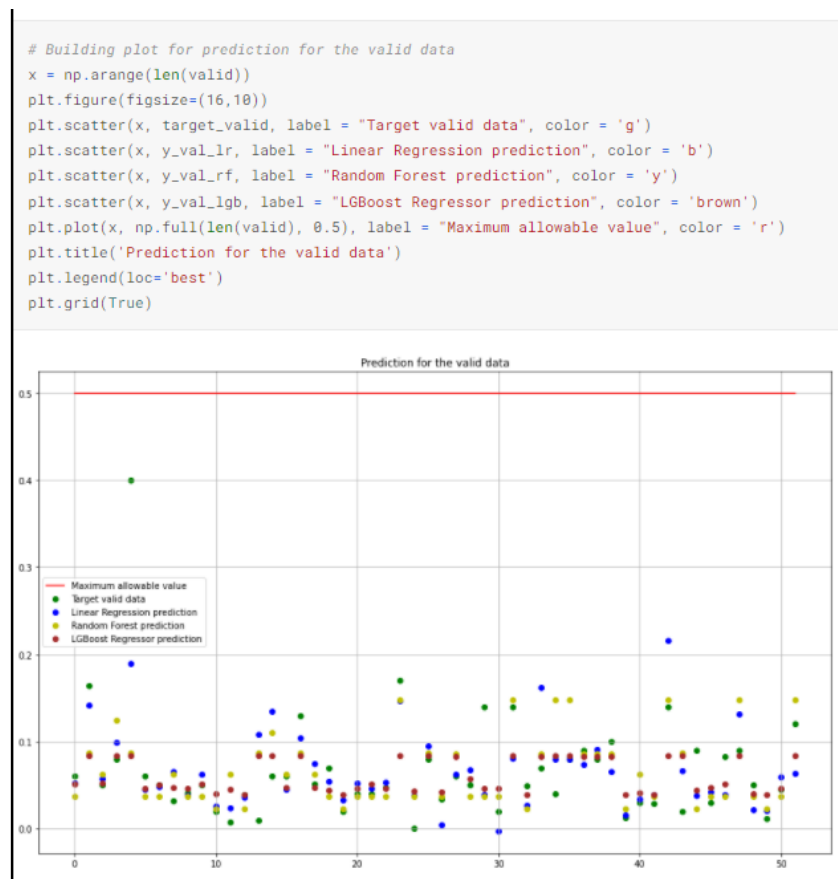 # Building plot for prediction for the valid data
x = np.arange(len(valid))
plt.figure(figsize=(16,10))
plt.scatter(x, target_valid, label = "Target valid data", color = 'g')
plt.scatter(x, y_val_lr, label = "Linear Regression prediction", color = 'b')
plt.scatter(x, y_val_rf, label = "Random Forest prediction", color = 'y')
plt.scatter(x, y_val_lgb, label = "LGBoost Regressor prediction", color = 'brown')
plt.plot(x, np.full(len(valid), 0.5), label = "Maximum allowable value", color = 'r')
plt.title('Prediction for the valid data')
plt.legend(loc='best')
plt.grid(True)
Prediction for the valid data
0.5
0.4
0.3
Maximum allowable value
Target valid data
Linear Regression prediction
Random Forest prediction
LGBoost Regressor prediction
0.2
0.1
0.0
0 10 20 30 40 50